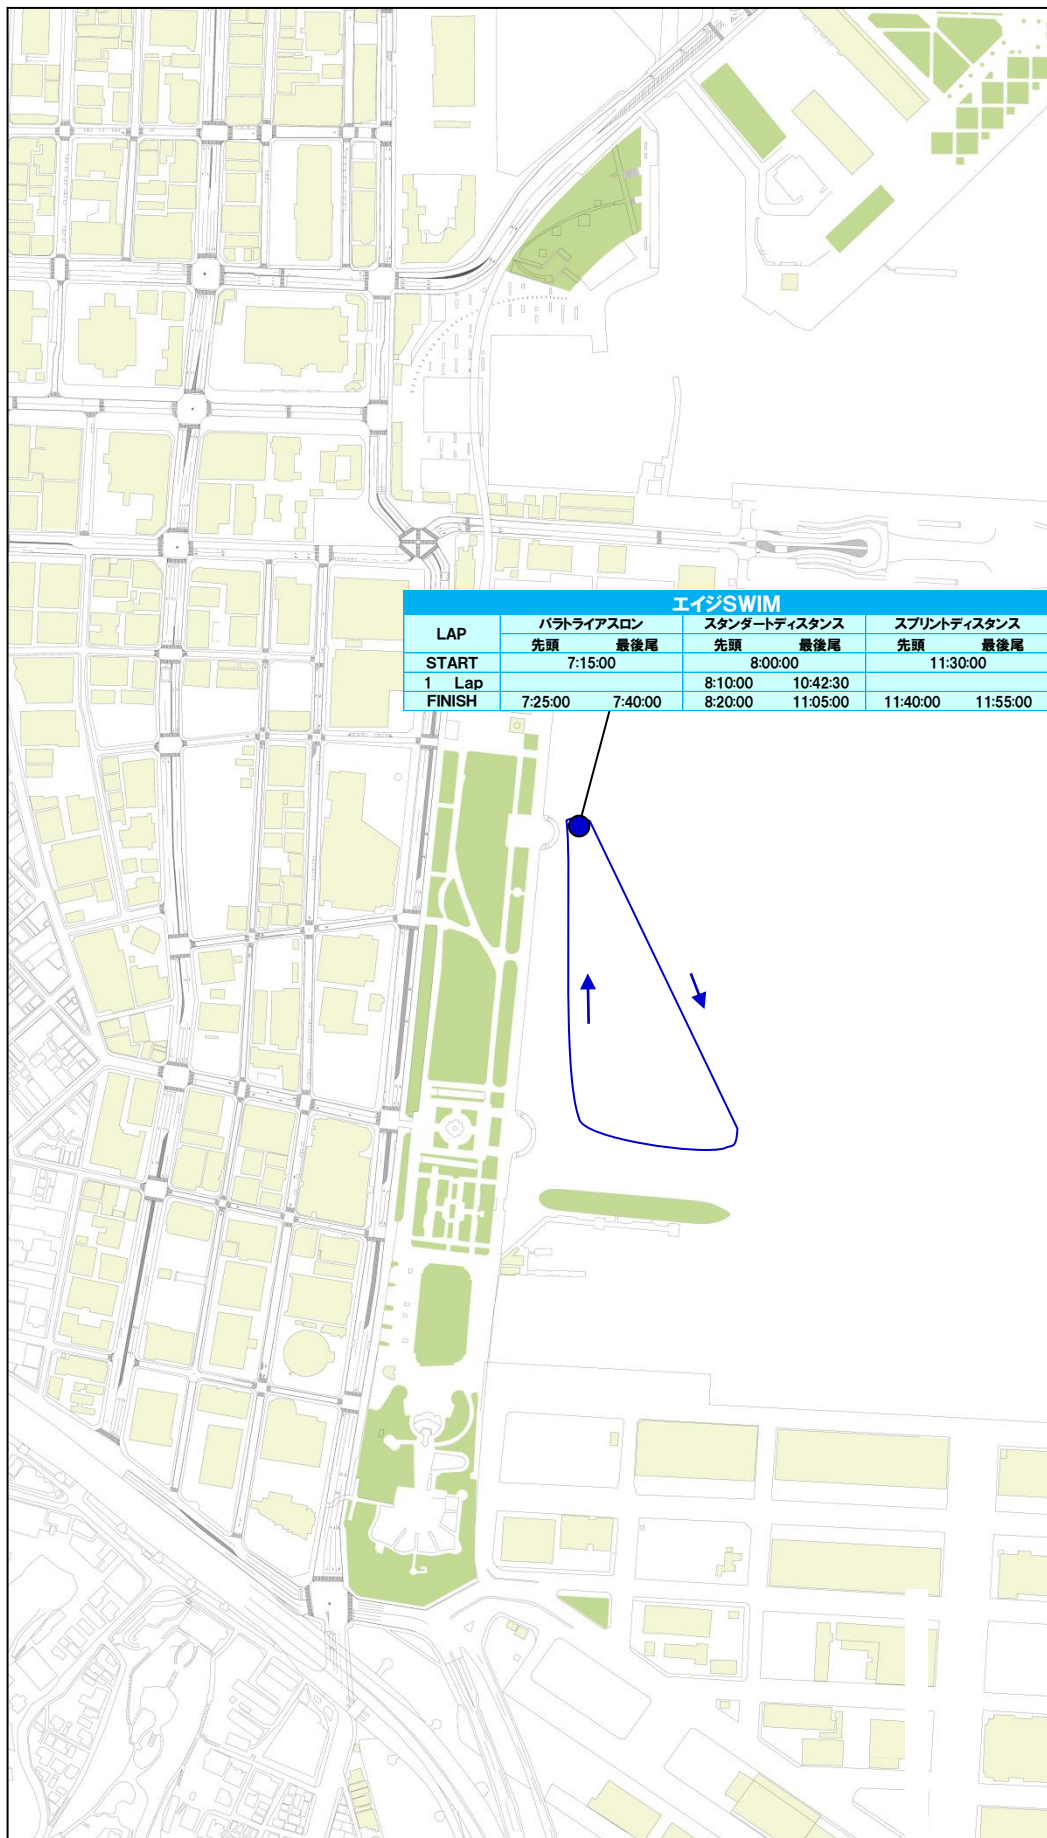 エイジSWIM
LAP パラトライアスロン スタンダードディスタンス スプリントディスタンス
先頭 最後尾 先頭 最後尾 先頭 最後尾
START 7:15:00 8:00:00 11:30:00
1 Lap 8:10:00 10:42:30
FINISH 7:25:00 7:40:00 8:20:00 11:05:00 11:40:00 11:55:00